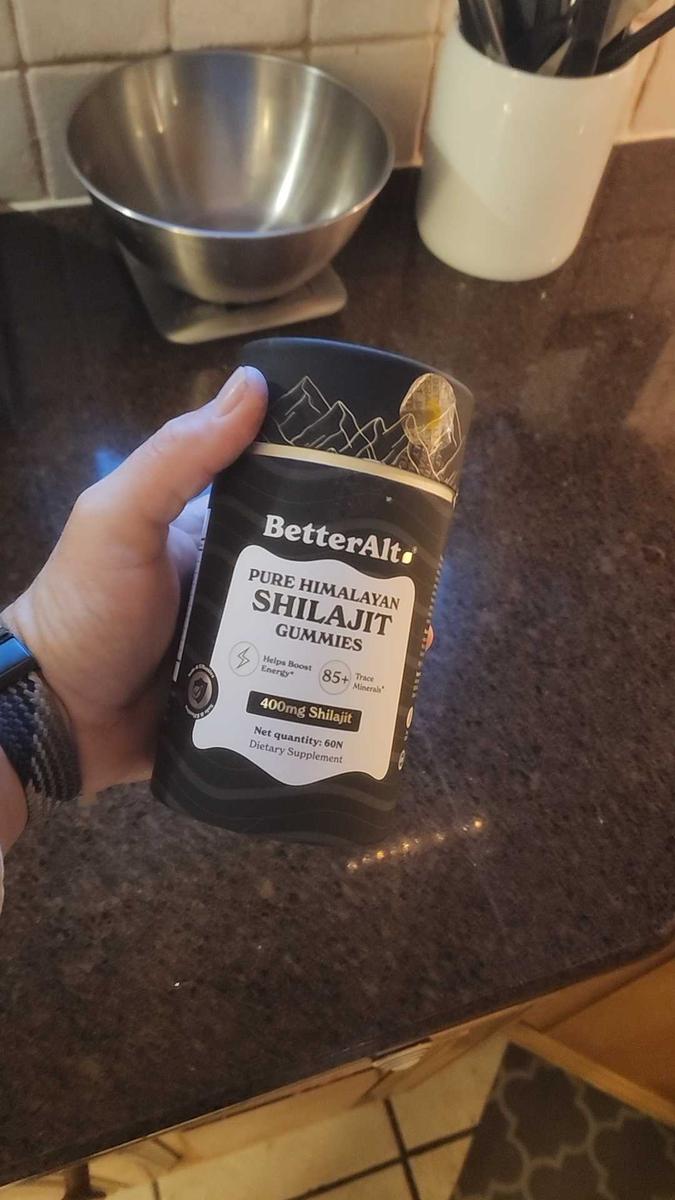 BetterAlt
PURE HIMALAYAN
SHILAJIT
GUMMIES
Helps Boost
Energy*
85+
Trace
Minerals*
400mg Shilajit
Net quantity: 60N
Dietary Supplement